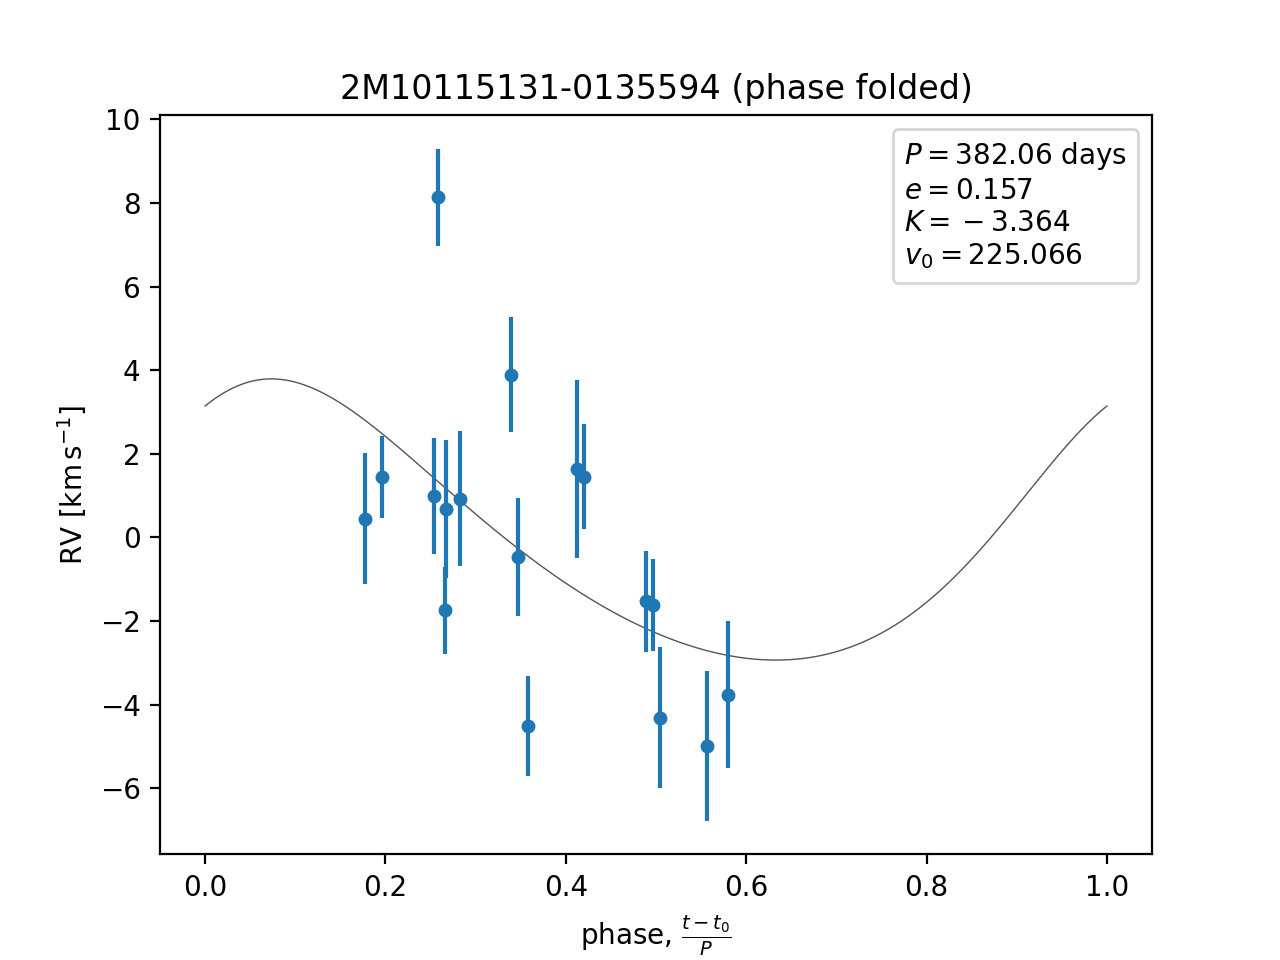 2M10115131-0135594 (phase folded)
P = 382.06 days
e = 0.157
K = − 3.364
v₀ = 225.066
RV [km s⁻¹]
10
8
6
4
2
0
−2
−4
−6
0.0 0.2 0.4 0.6 0.8 1.0
phase, (t − t₀)/P